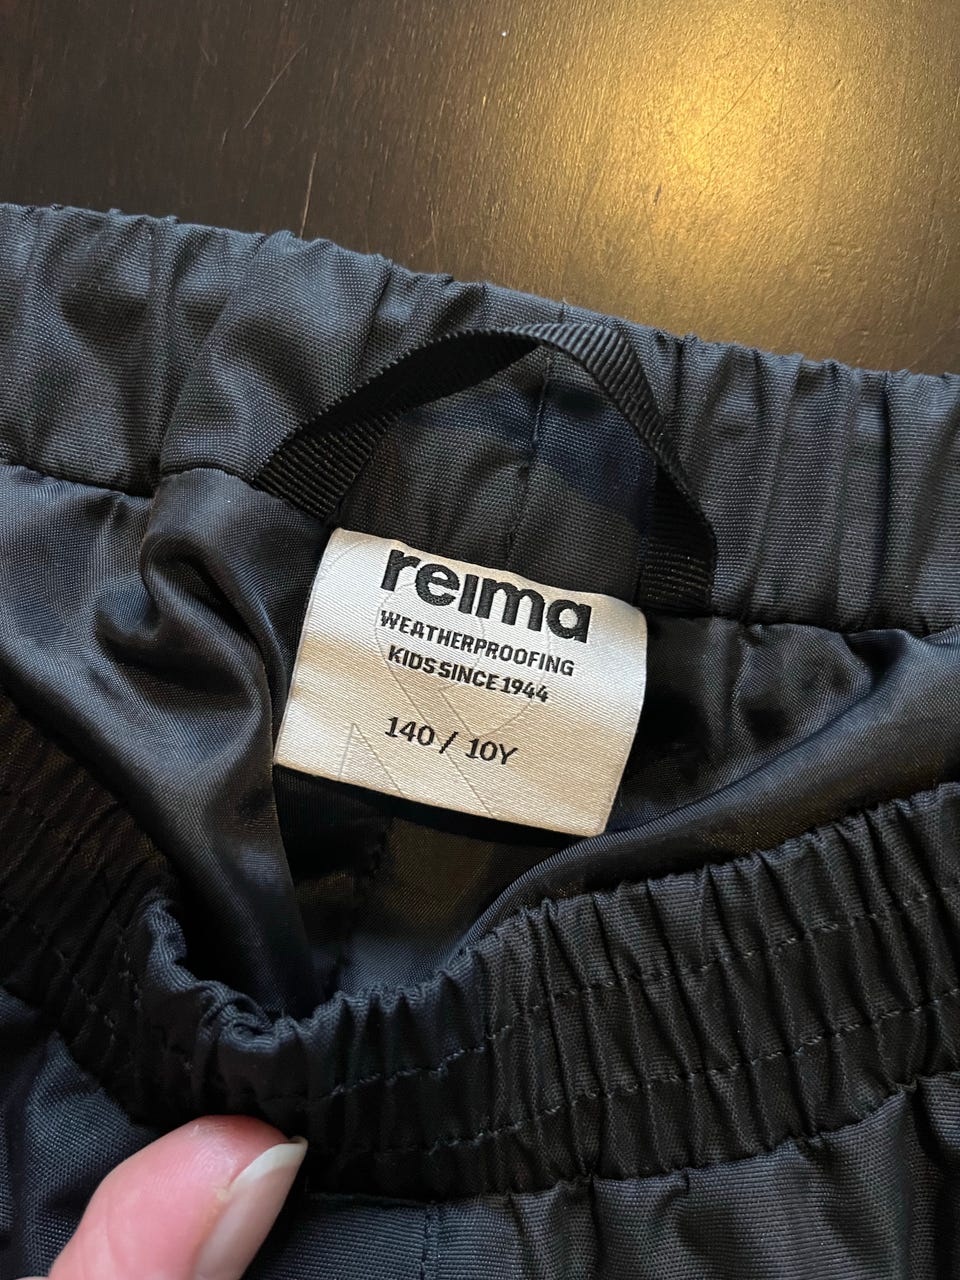 reima
WEATHERPROOFING
KIDS SINCE 1944
140 / 10Y